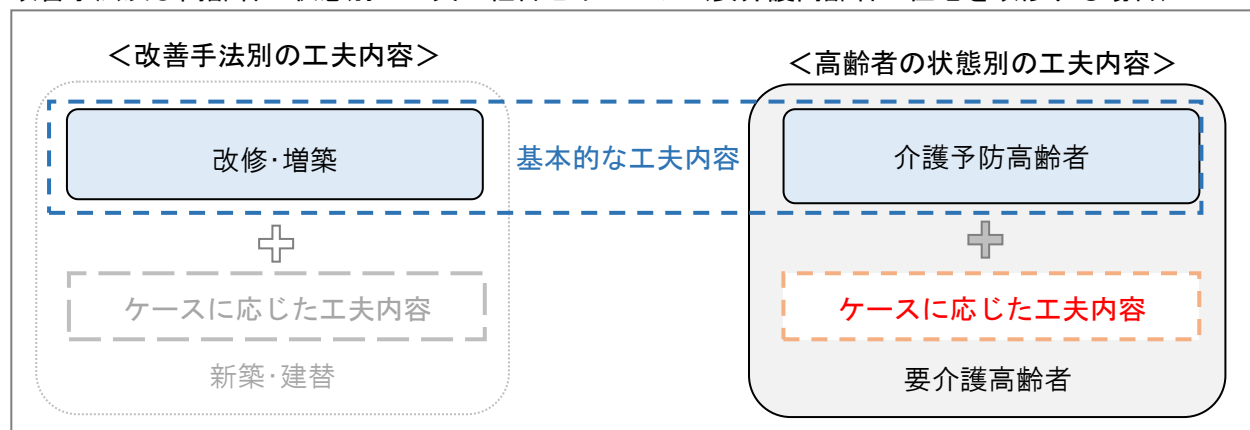 ＜改善手法別の工夫内容＞
＜高齢者の状態別の工夫内容＞
改修・増築
基本的な工夫内容
介護予防高齢者
ケースに応じた工夫内容
ケースに応じた工夫内容
新築・建替
要介護高齢者